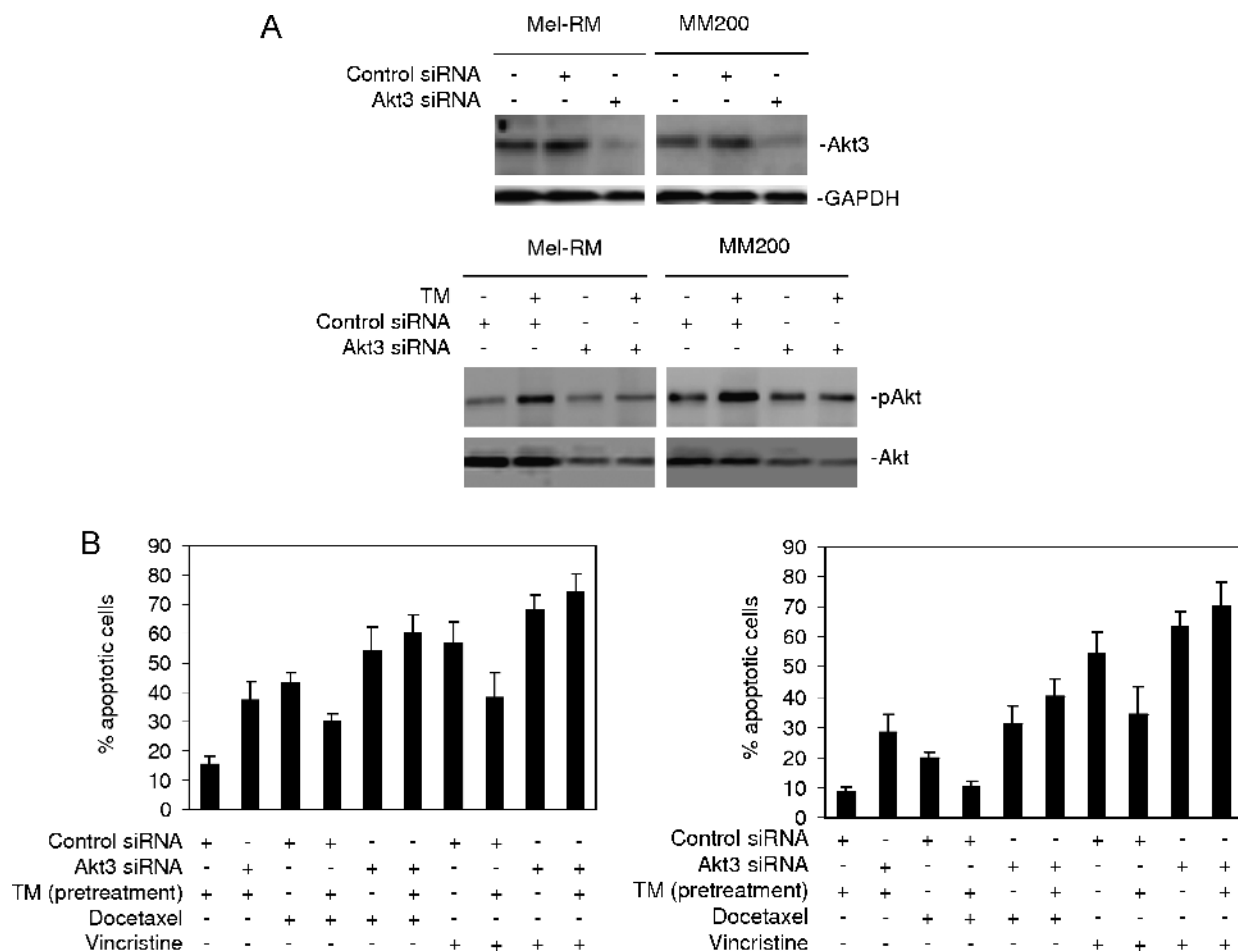 A
Mel-RM MM200
Control siRNA - + - - + -
Akt3 siRNA - - + - - +
-Akt3
-GAPDH
Mel-RM MM200
TM - + - + - + - +
Control siRNA + + - - + + - -
Akt3 siRNA - - + + - - + +
-pAkt
-Akt
B
90
80
70
60
50
40
30
20
10
0
% apoptotic cells
Control siRNA + - + + - - + + - -
Akt3 siRNA - + - - + + - - + +
TM (pretreatment) + + - + - + - + - +
Docetaxel - - + + + + - - - -
Vincristine - - - - - - + + + +
90
80
70
60
50
40
30
20
10
0
% apoptotic cells
Control siRNA + - + + - - + + - -
Akt3 siRNA - + - - + + - - + +
TM (pretreatment) + + - + - + - + - +
Docetaxel - - + + + + - - - -
Vincristine - - - - - - + + + +